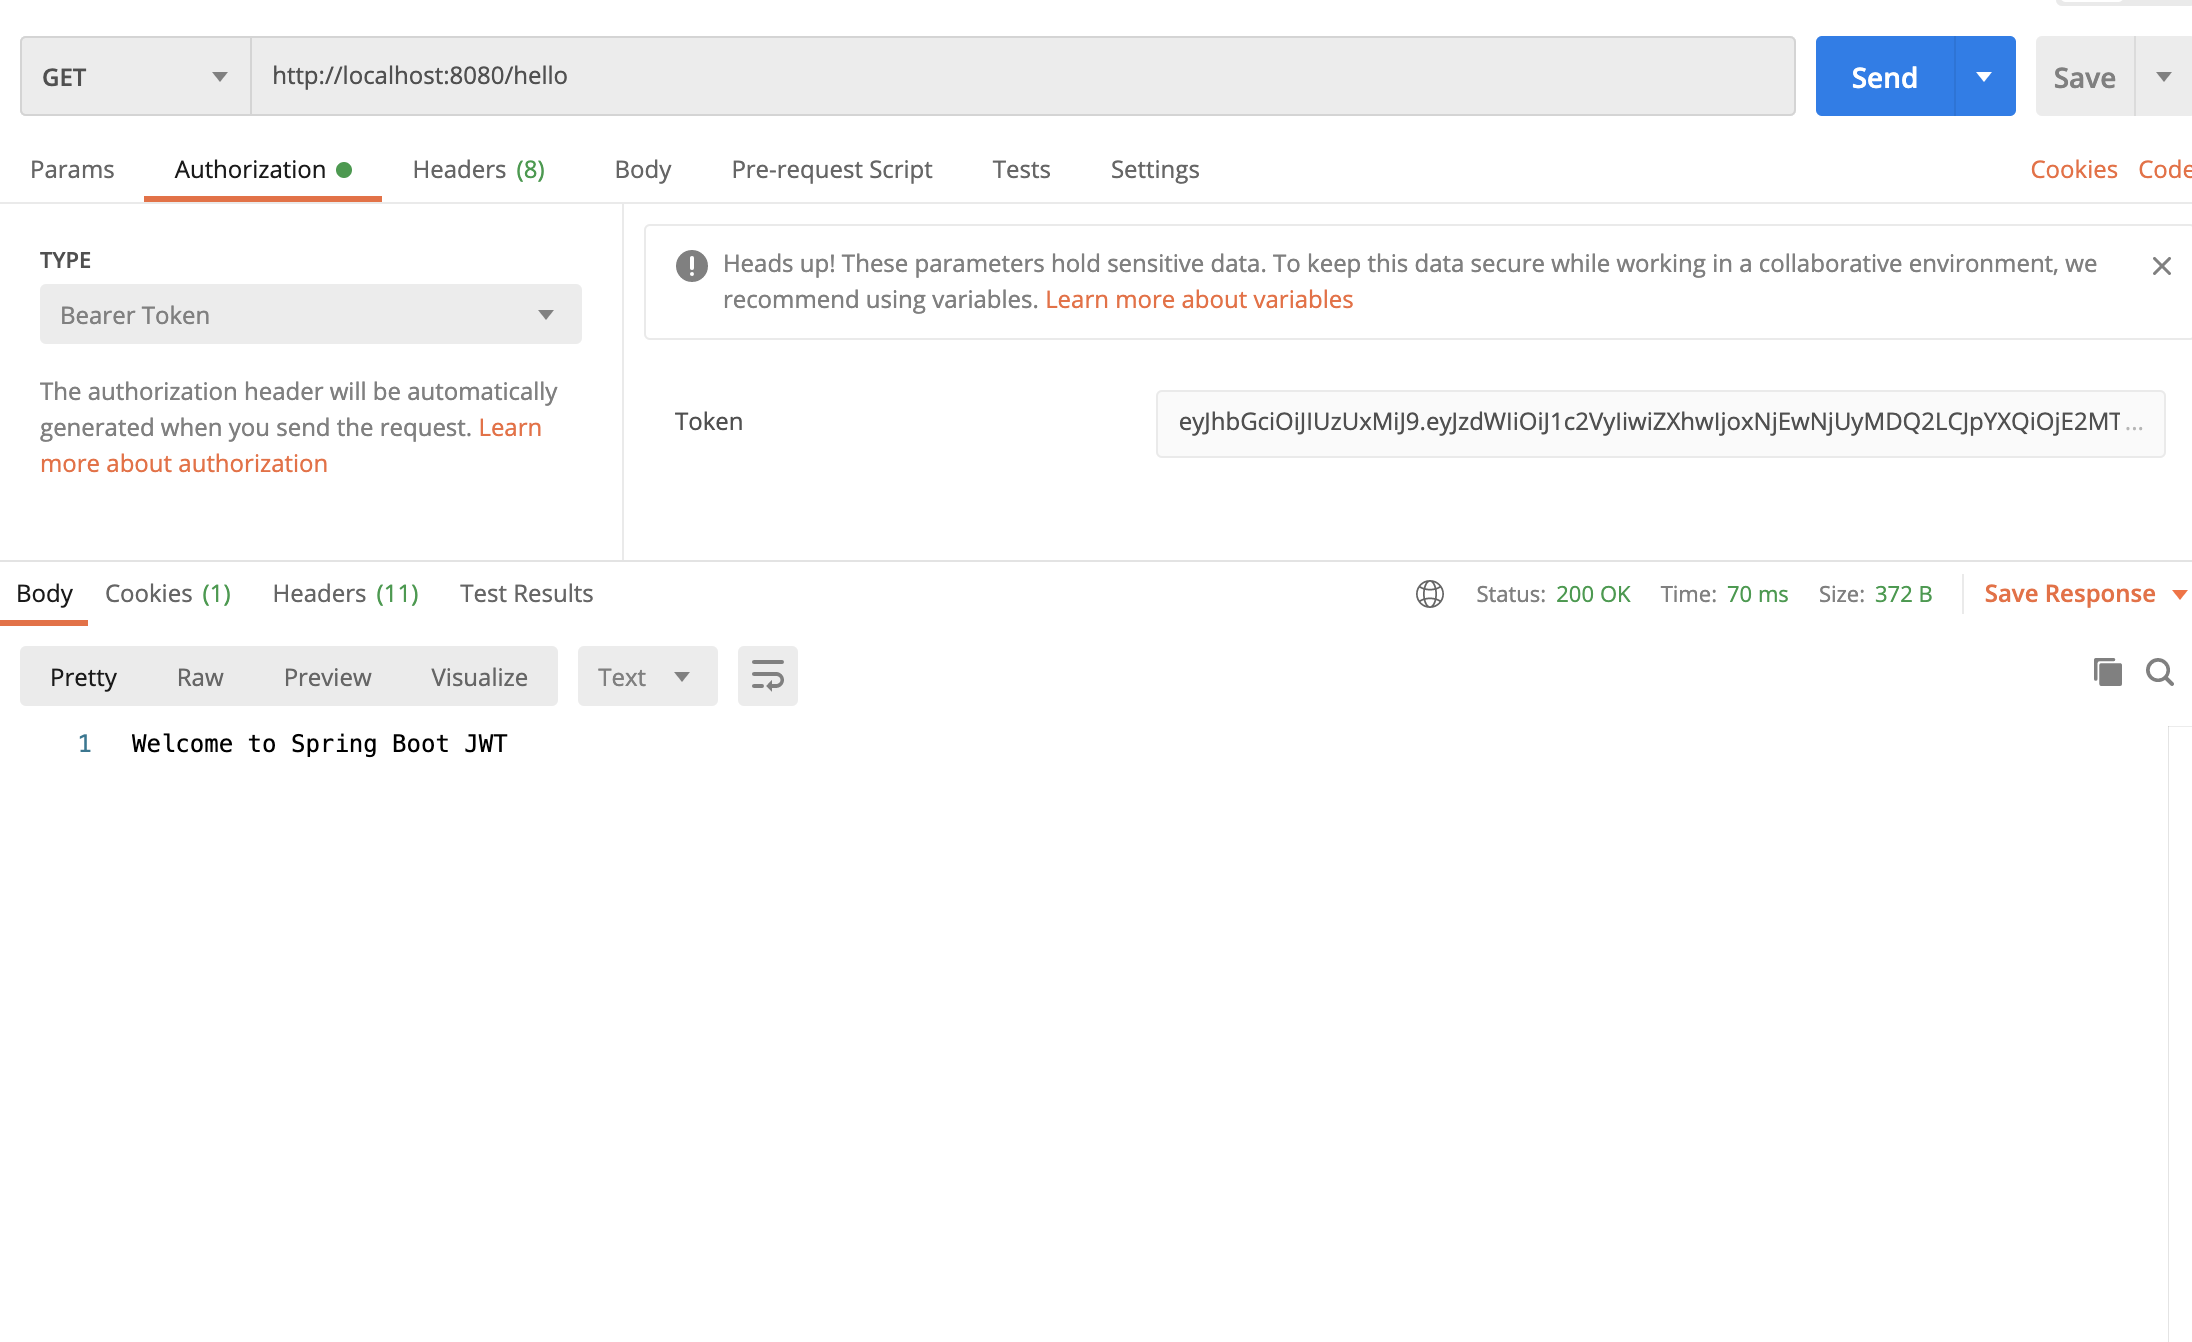 GET http://localhost:8080/hello Send Save
Params Authorization Headers (8) Body Pre-request Script Tests Settings Cookies Code
TYPE
Bearer Token
The authorization header will be automatically
generated when you send the request. Learn
more about authorization
Heads up! These parameters hold sensitive data. To keep this data secure while working in a collaborative environment, we
recommend using variables. Learn more about variables
Token eyJhbGciOiJIUzUxMiJ9.eyJzdWIiOiJ1c2VyIiwiZXhwIjoxNjEwNjUyMDQ2LCJpYXQiOjE2MT ...
Body Cookies (1) Headers (11) Test Results Status: 200 OK Time: 70 ms Size: 372 B Save Response
Pretty Raw Preview Visualize Text
1 Welcome to Spring Boot JWT